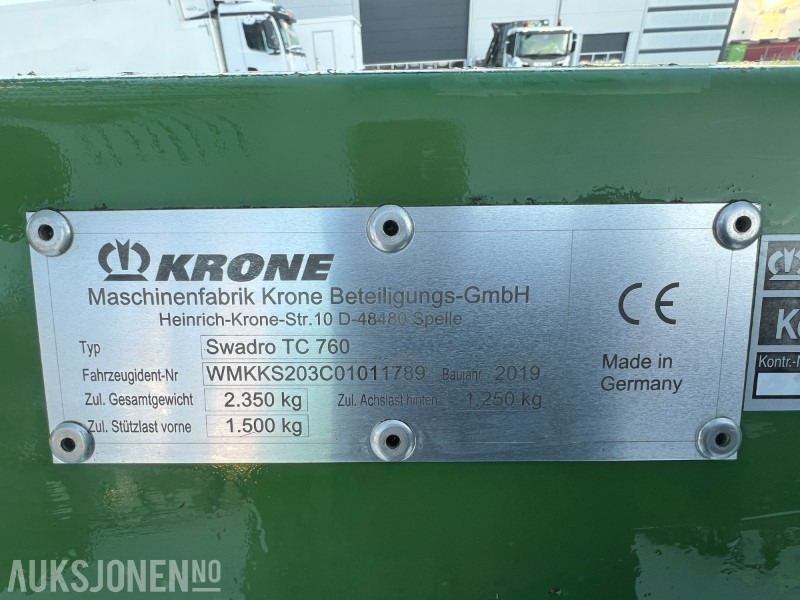 KRONE
Maschinenfabrik Krone Beteiligungs-GmbH
Heinrich-Krone-Str.10 D-48480 Spelle
Typ Swadro TC 760
Fahrzeugident-Nr WMKKS203C01011789 Baujahr 2019
Zul. Gesamtgewicht 2.350 kg Zul. Achslast hinten 1.250 kg
Zul. Stützlast vorne 1.500 kg
CE
Made in
Germany
Kontr.-N
AUKSJONEN.NO